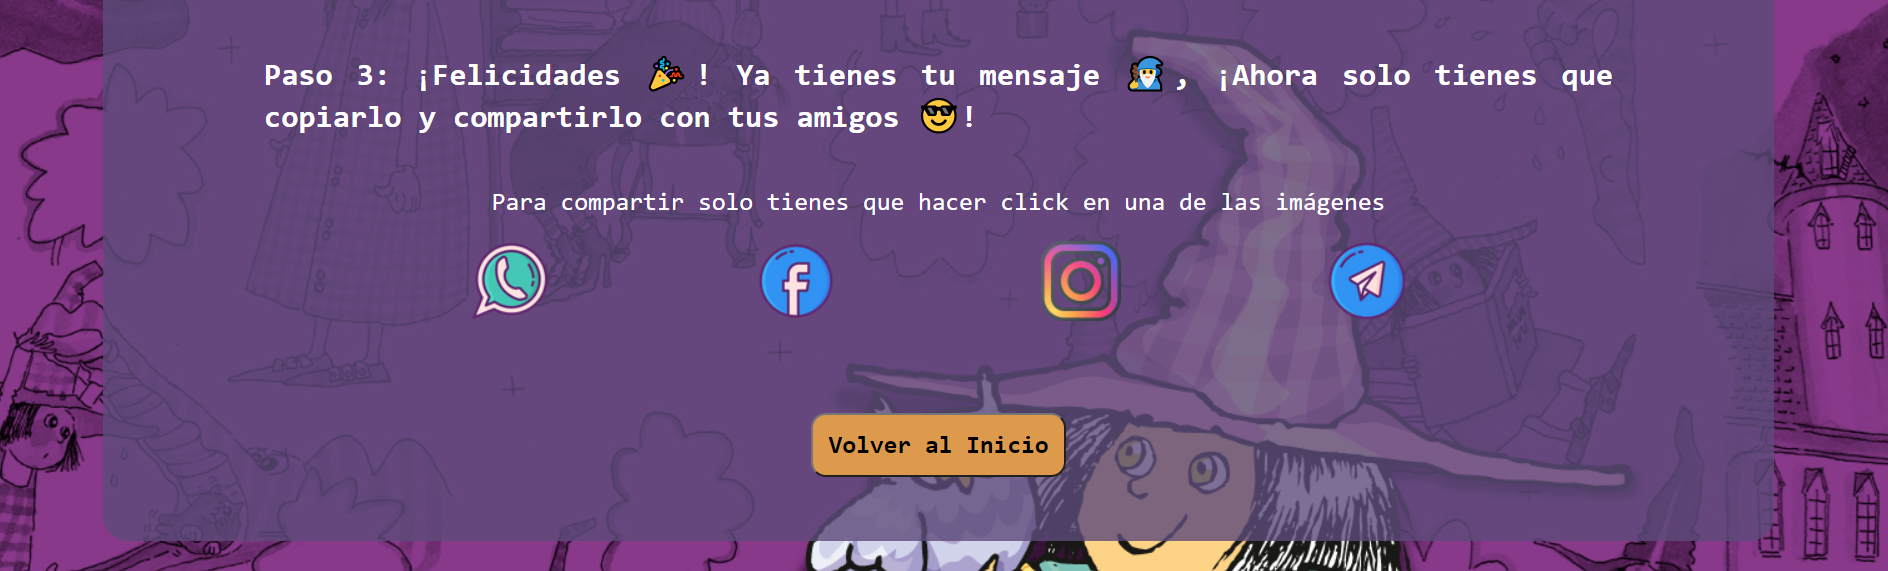 Paso 3: ¡Felicidades 🎉! Ya tienes tu mensaje 🧙‍♂️, ¡Ahora solo tienes que
copiarlo y compartirlo con tus amigos 😎!
Para compartir solo tienes que hacer click en una de las imágenes
Volver al Inicio